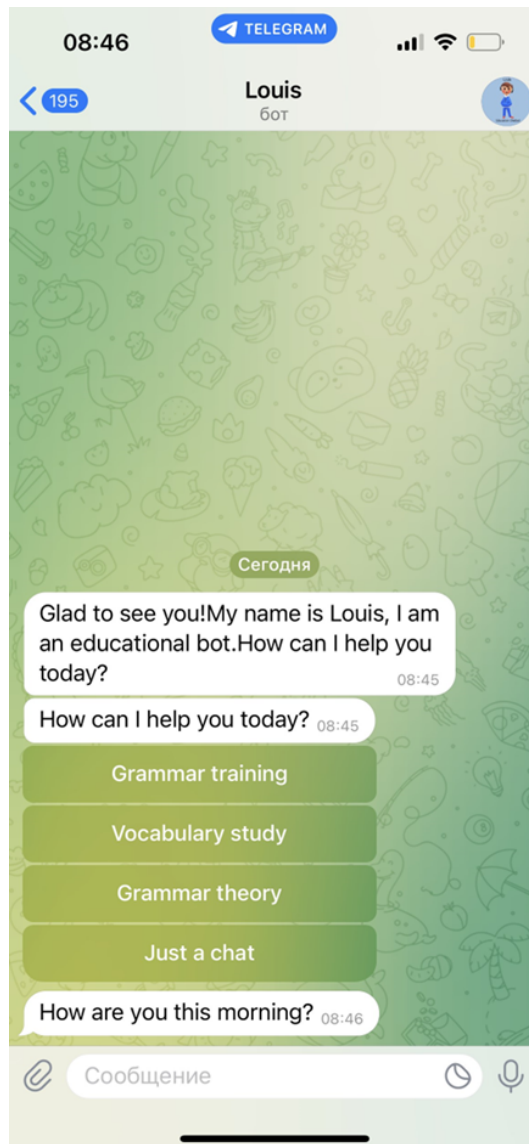 08:46
TELEGRAM
195
Louis
бот
Сегодня
Glad to see you!My name is Louis, I am
an educational bot.How can I help you
today?
08:45
How can I help you today? 08:45
Grammar training
Vocabulary study
Grammar theory
Just a chat
How are you this morning? 08:46
Сообщение